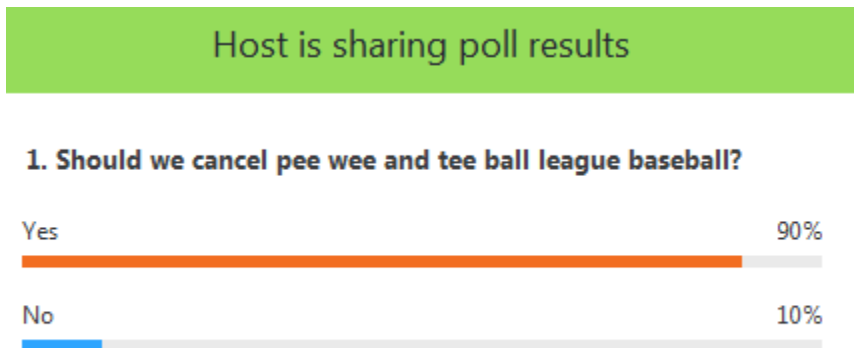 Host is sharing poll results
1. Should we cancel pee wee and tee ball league baseball?
Yes 90%
No 10%